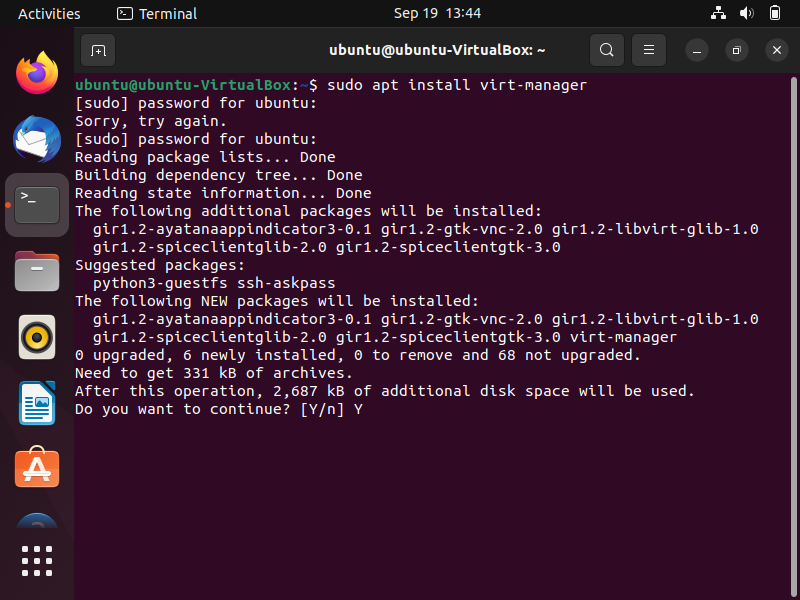 Activities
Terminal
Sep 19 13:44
ubuntu@ubuntu-VirtualBox: ~
ubuntu@ubuntu-VirtualBox:~$ sudo apt install virt-manager
[sudo] password for ubuntu:
Sorry, try again.
[sudo] password for ubuntu:
Reading package lists... Done
Building dependency tree... Done
Reading state information... Done
The following additional packages will be installed:
  gir1.2-ayatanaappindicator3-0.1 gir1.2-gtk-vnc-2.0 gir1.2-libvirt-glib-1.0
  gir1.2-spiceclientglib-2.0 gir1.2-spiceclientgtk-3.0
Suggested packages:
  python3-guestfs ssh-askpass
The following NEW packages will be installed:
  gir1.2-ayatanaappindicator3-0.1 gir1.2-gtk-vnc-2.0 gir1.2-libvirt-glib-1.0
  gir1.2-spiceclientglib-2.0 gir1.2-spiceclientgtk-3.0 virt-manager
0 upgraded, 6 newly installed, 0 to remove and 68 not upgraded.
Need to get 331 kB of archives.
After this operation, 2,687 kB of additional disk space will be used.
Do you want to continue? [Y/n] Y